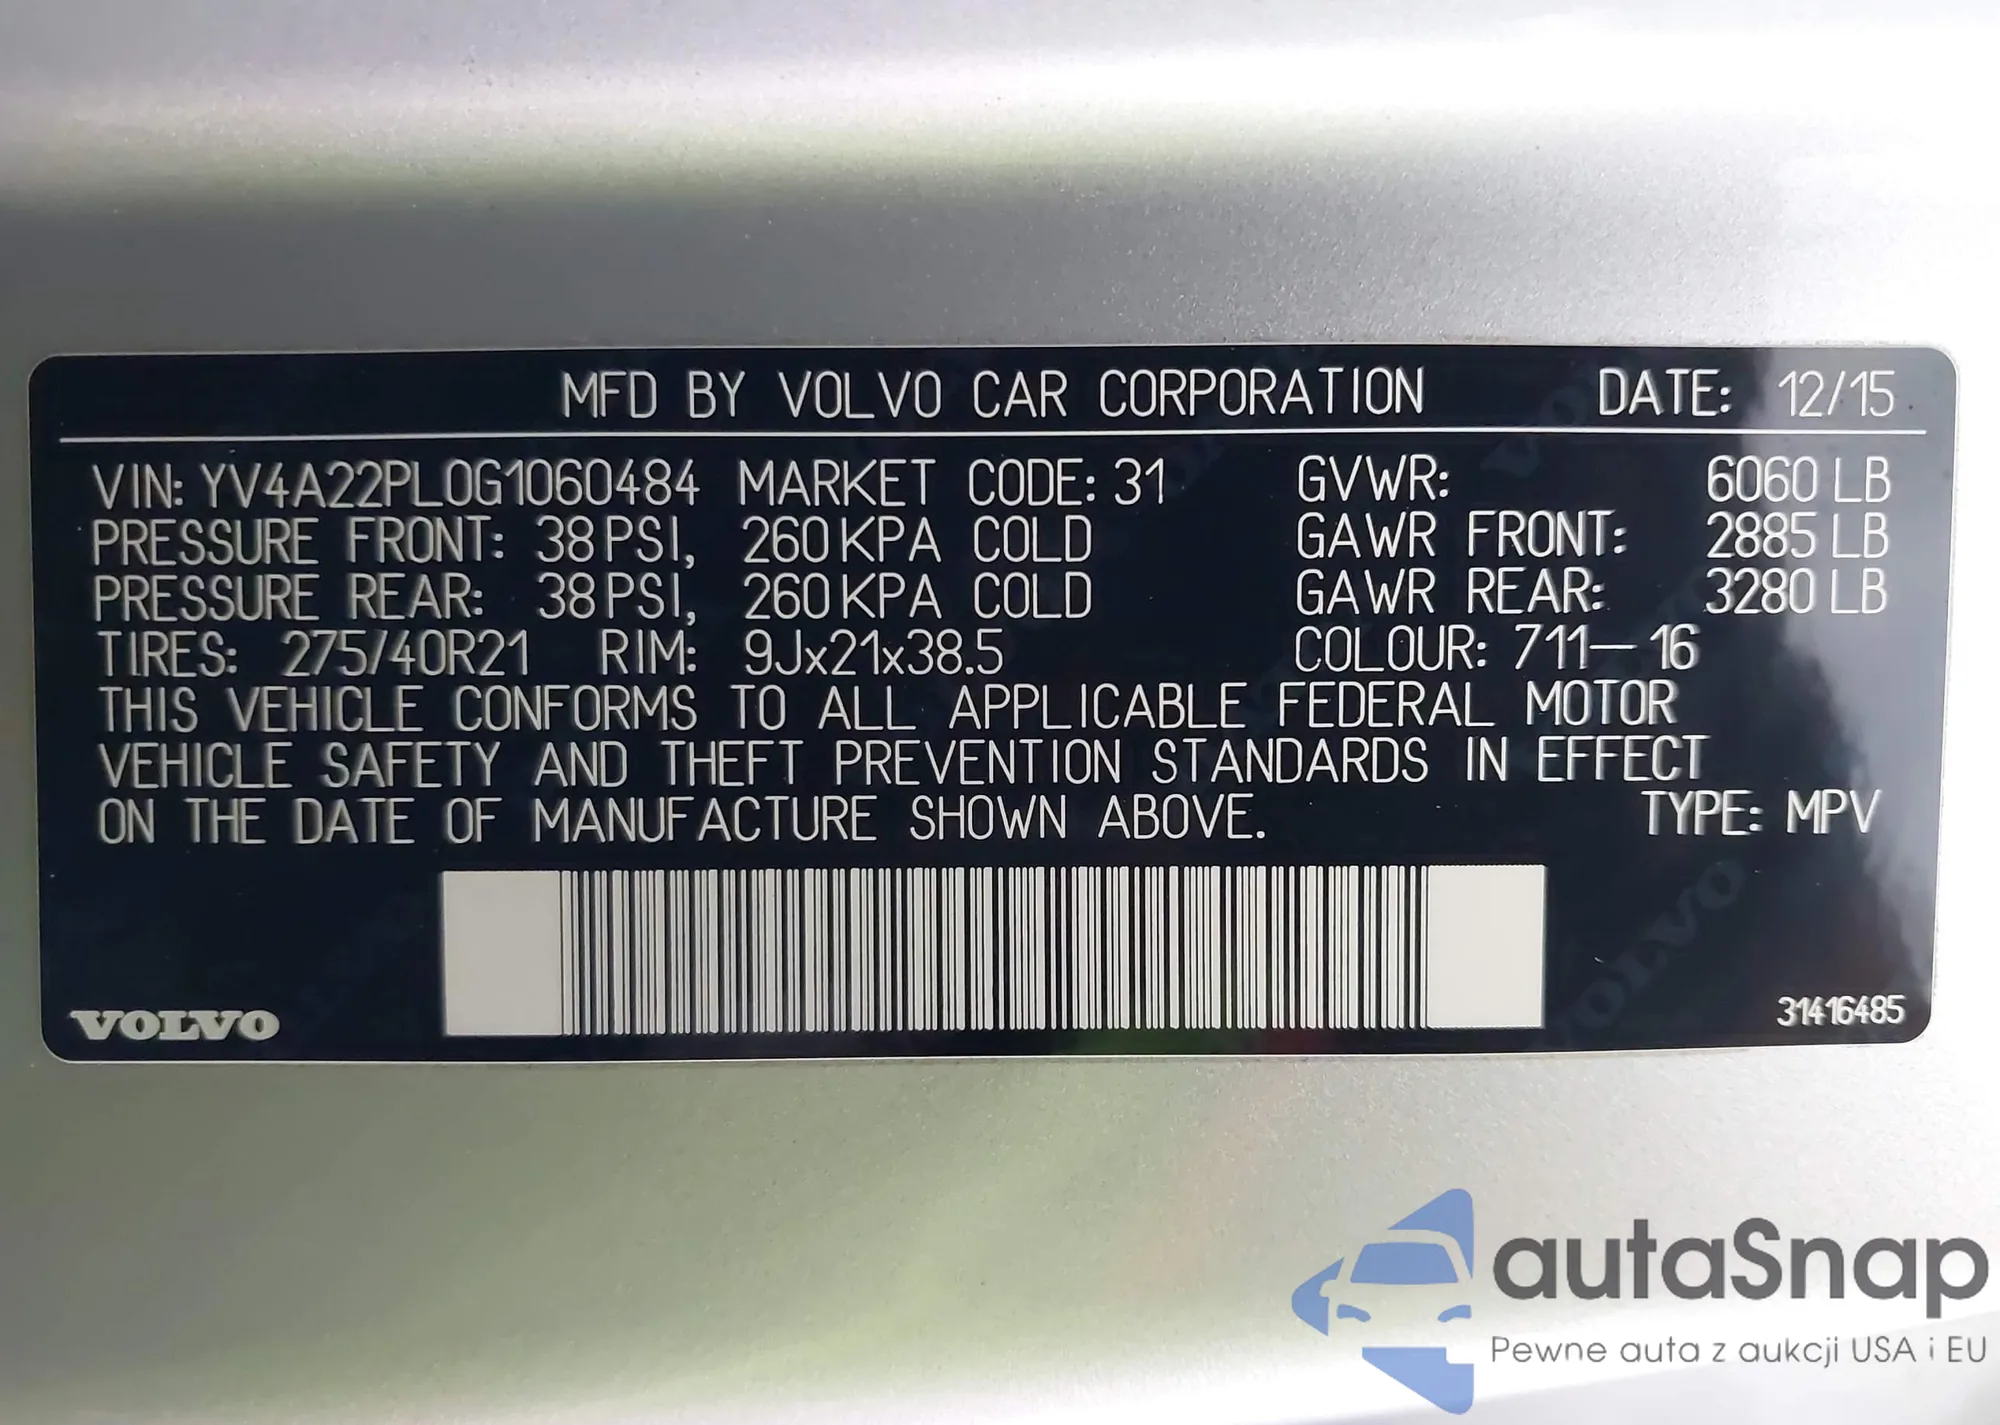 MFD BY VOLVO CAR CORPORATION DATE: 12/15
VIN: YV4A22PL0G1060484 MARKET CODE: 31 GVWR: 6060 LB
PRESSURE FRONT: 38 PSI, 260 KPA COLD GAWR FRONT: 2885 LB
PRESSURE REAR: 38 PSI, 260 KPA COLD GAWR REAR: 3280 LB
TIRES: 275/40R21 RIM: 9Jx21x38.5 COLOUR: 711-16
THIS VEHICLE CONFORMS TO ALL APPLICABLE FEDERAL MOTOR
VEHICLE SAFETY AND THEFT PREVENTION STANDARDS IN EFFECT
ON THE DATE OF MANUFACTURE SHOWN ABOVE. TYPE: MPV
VOLVO 31416485
autaSnap
Pewne auta z aukcji USA i EU